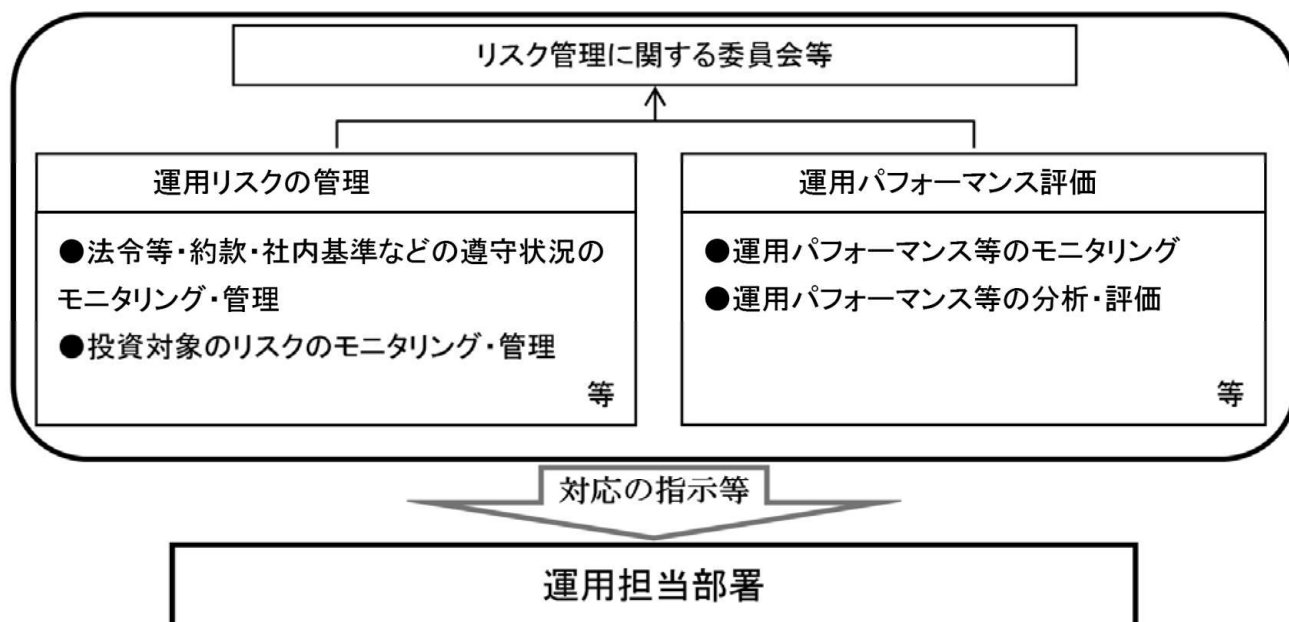 リスク管理に関する委員会等
運用リスクの管理
●法令等・約款・社内基準などの遵守状況の
モニタリング・管理
●投資対象のリスクのモニタリング・管理
等
運用パフォーマンス評価
●運用パフォーマンス等のモニタリング
●運用パフォーマンス等の分析・評価
等
対応の指示等
運用担当部署